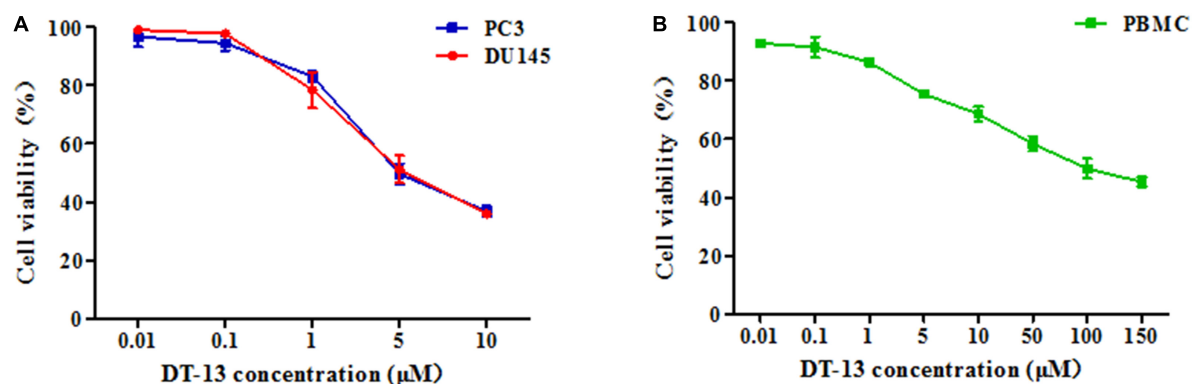 A
PC3
DU145
100
80
60
40
20
0
Cell viability (%)
0.01 0.1 1 5 10
DT-13 concentration (μM)
B
PBMC
100
80
60
40
20
0
Cell viability (%)
0.01 0.1 1 5 10 50 100 150
DT-13 concentration (μM)